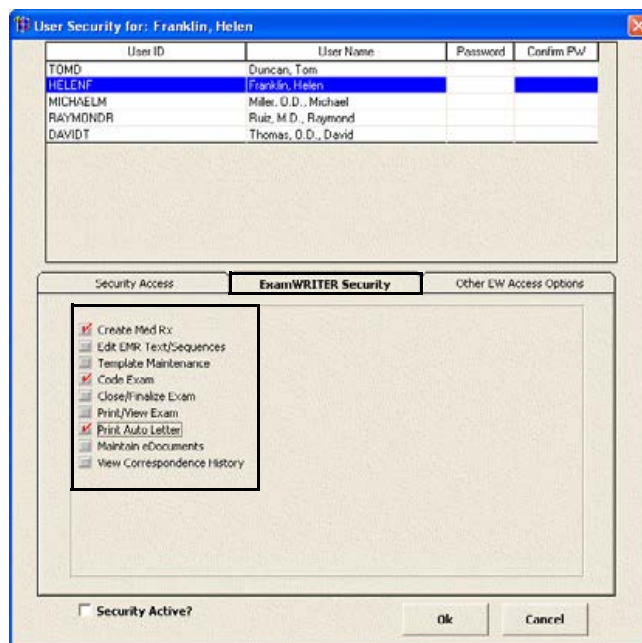 User Security for: Franklin, Helen
User ID User Name Password Confirm PW
TOMD Duncan, Tom
HELENF Franklin, Helen
MICHAELM Miller, O.D., Michael
RAYMONDR Ruiz, M.D., Raymond
DAVIDT Thomas, O.D., David
Security Access ExamWRITER Security Other EW Access Options
Create Med Rx
Edit EMR Text/Sequences
Template Maintenance
Code Exam
Close/Finalize Exam
Print/View Exam
Print Auto Letter
Maintain eDocuments
View Correspondence History
Security Active?
Ok Cancel